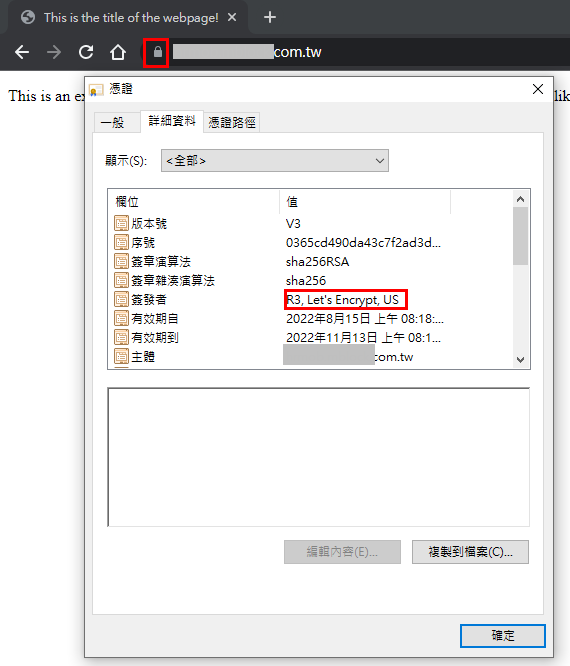 This is the title of the webpage!
com.tw
This is an ex
lik
憑證
一般 詳細資料 憑證路徑
顯示(S): <全部>
欄位 值
版本號 V3
序號 0365cd490da43c7f2ad3d...
簽章演算法 sha256RSA
簽章雜湊演算法 sha256
簽發者 R3, Let's Encrypt, US
有效期自 2022年8月15日 上午 08:18:...
有效期到 2022年11月13日 上午 08:1...
主體 com.tw
編輯內容(E)... 複製到檔案(C)...
確定